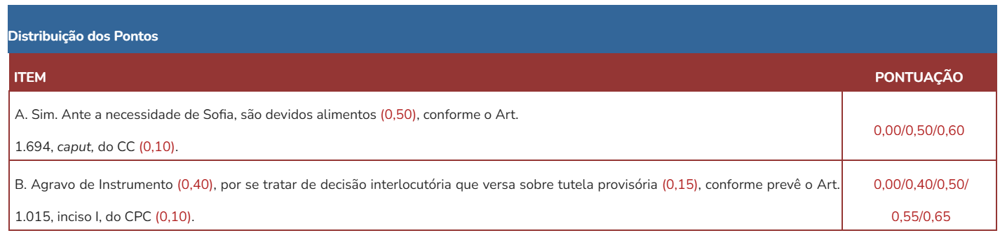 Distribuição dos Pontos
ITEM PONTUAÇÃO
A. Sim. Ante a necessidade de Sofia, são devidos alimentos (0,50), conforme o Art.
1.694, caput, do CC (0,10).
0,00/0,50/0,60
B. Agravo de Instrumento (0,40), por se tratar de decisão interlocutória que versa sobre tutela provisória (0,15), conforme prevê o Art.
1.015, inciso I, do CPC (0,10).
0,00/0,40/0,50/
0,55/0,65